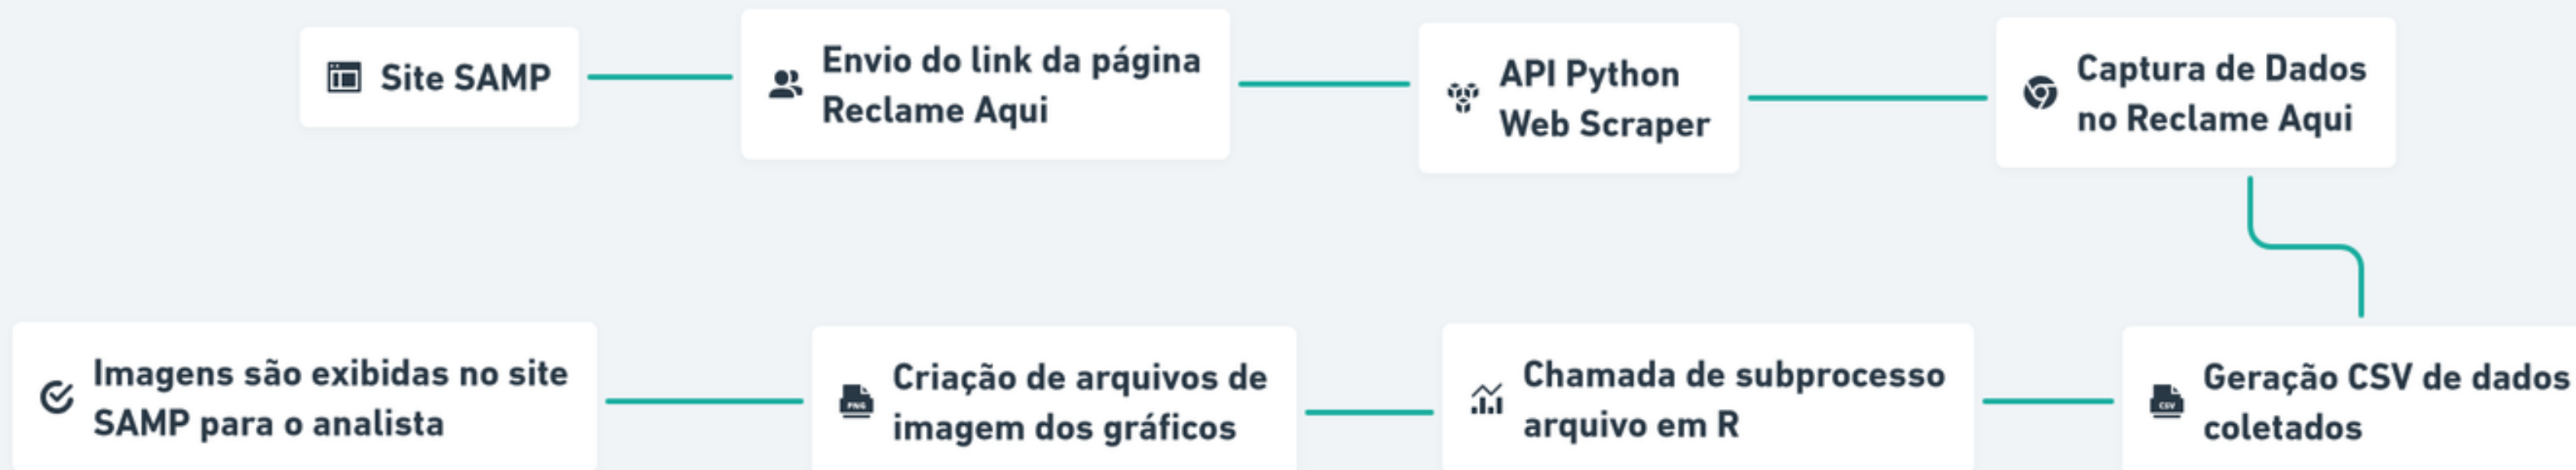 Site SAMP
Envio do link da página
Reclame Aqui
API Python
Web Scraper
Captura de Dados
no Reclame Aqui
Geração CSV de dados
coletados
CSV
Chamada de subprocesso
arquivo em R
Criação de arquivos de
imagem dos gráficos
PNG
Imagens são exibidas no site
SAMP para o analista